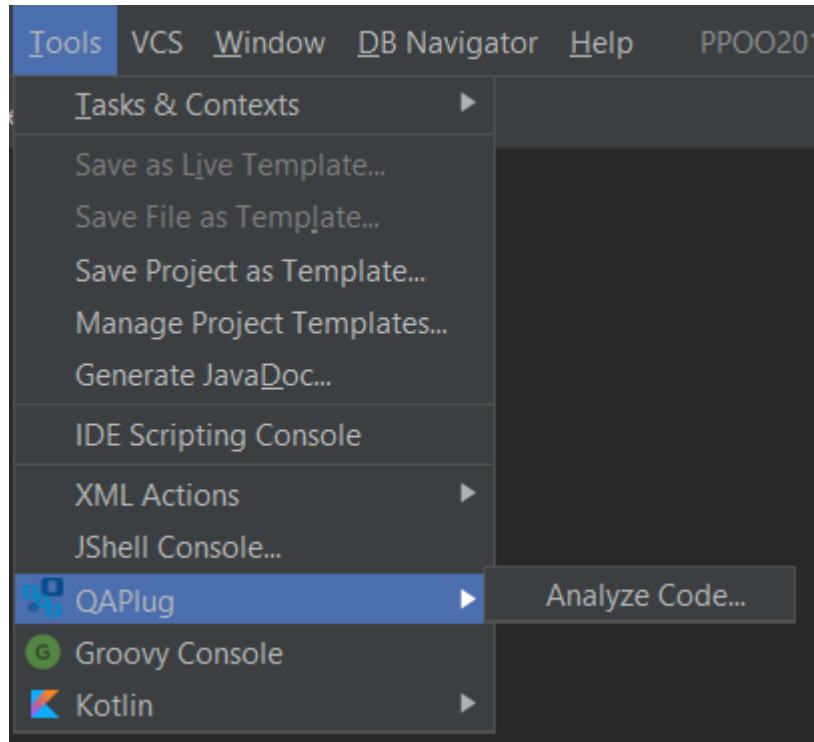 Tools VCS Window DB Navigator Help PPOO201
Tasks & Contexts
Save as Live Template...
Save File as Template...
Save Project as Template...
Manage Project Templates...
Generate JavaDoc...
IDE Scripting Console
XML Actions
JShell Console...
QAPlug
Analyze Code...
G Groovy Console
Kotlin